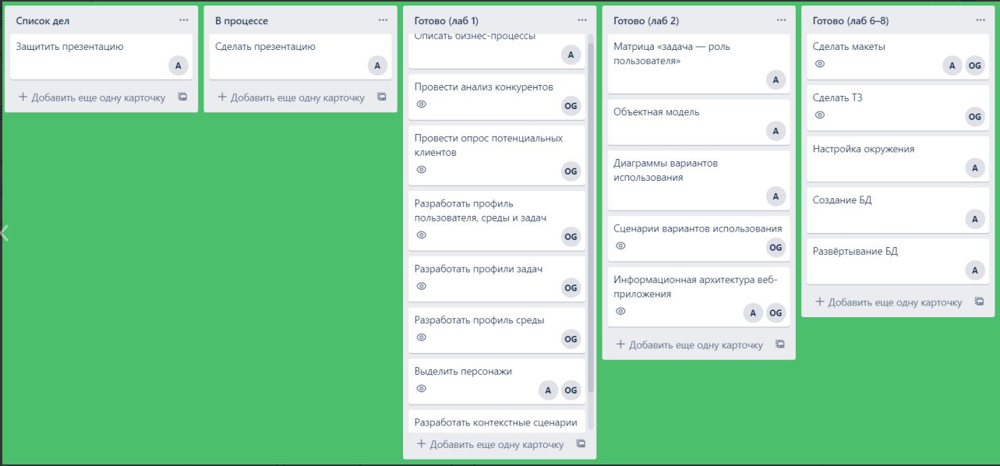 Список дел
Защитить презентацию
A
Добавить еще одну карточку
В процессе
Сделать презентацию
A
Добавить еще одну карточку
Готово (лаб 1)
Описать бизнес-процессы
A
Провести анализ конкурентов
OG
Провести опрос потенциальных
клиентов
OG
Разработать профиль
пользователя, среды и задач
OG
Разработать профили задач
OG
Разработать профиль среды
OG
Выделить персонажи
A OG
Разработать контекстные сценарии
Добавить еще одну карточку
Готово (лаб 2)
Матрица «задача — роль
пользователя»
A
Объектная модель
A
Диаграммы вариантов
использования
A
Сценарии вариантов использования
OG
Информационная архитектура веб-
приложения
A OG
Добавить еще одну карточку
Готово (лаб 6–8)
Сделать макеты
A OG
Сделать ТЗ
OG
Настройка окружения
A
Создание БД
A
Развёртывание БД
A
Добавить еще одну карточку